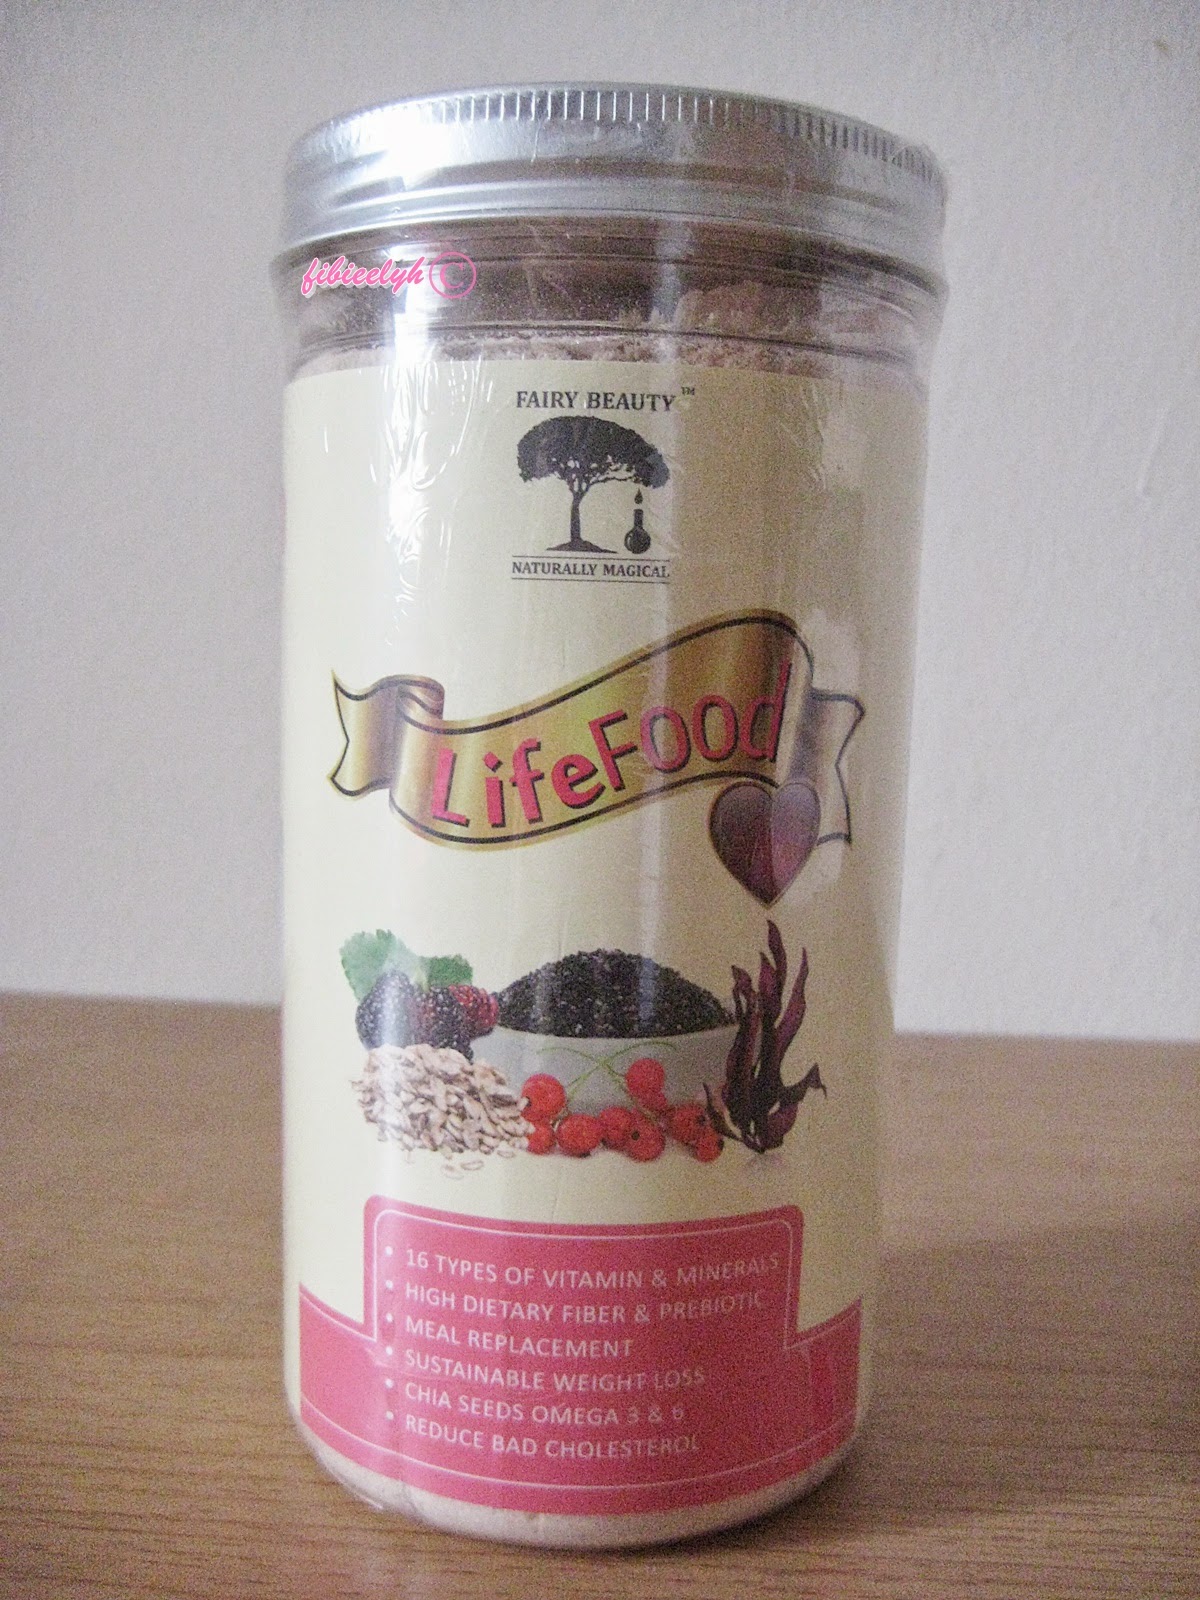 fibieelyh©
FAIRY BEAUTY™
NATURALLY MAGICAL
LifeFood
• 16 TYPES OF VITAMIN & MINERALS
• HIGH DIETARY FIBER & PREBIOTIC
• MEAL REPLACEMENT
• SUSTAINABLE WEIGHT LOSS
• CHIA SEEDS OMEGA 3 & 6
• REDUCE BAD CHOLESTEROL